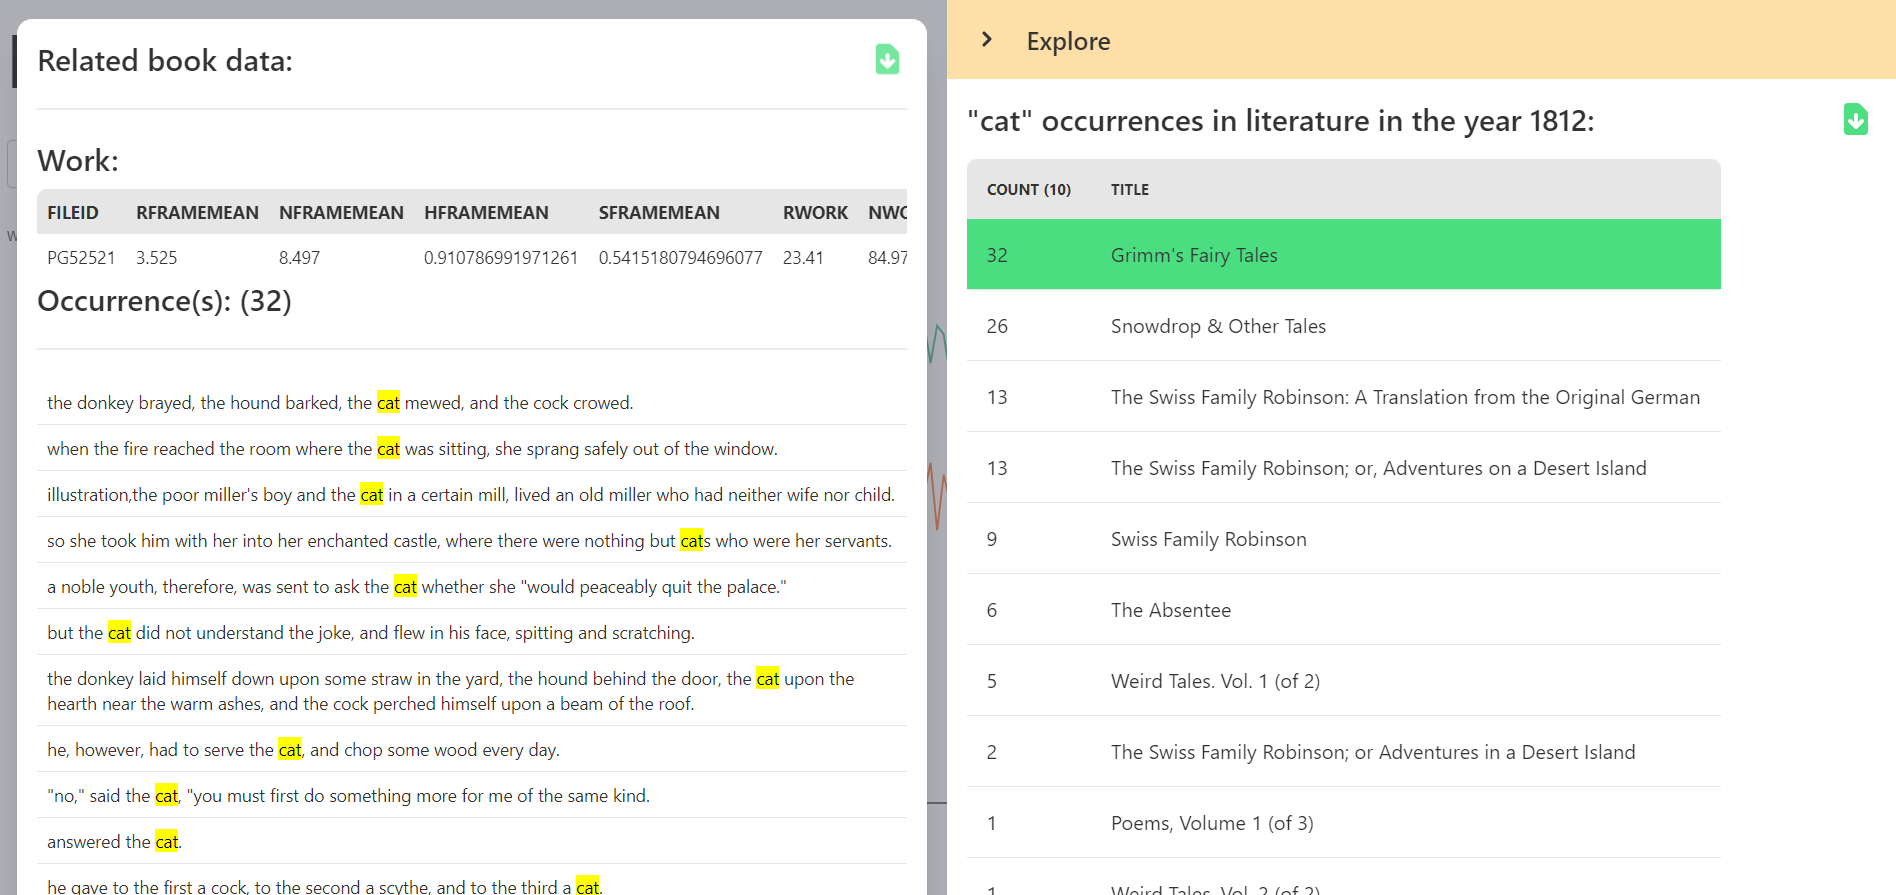 Related book data:
Work:
FILEID RFRAMEMEAN NFRAMEMEAN HFRAMEMEAN SFRAMEMEAN RWORK NWO
PG52521 3.525 8.497 0.910786991971261 0.5415180794696077 23.41 84.97
Occurrence(s): (32)
the donkey brayed, the hound barked, the cat mewed, and the cock crowed.
when the fire reached the room where the cat was sitting, she sprang safely out of the window.
illustration,the poor miller's boy and the cat in a certain mill, lived an old miller who had neither wife nor child.
so she took him with her into her enchanted castle, where there were nothing but cats who were her servants.
a noble youth, therefore, was sent to ask the cat whether she "would peaceably quit the palace."
but the cat did not understand the joke, and flew in his face, spitting and scratching.
the donkey laid himself down upon some straw in the yard, the hound behind the door, the cat upon the
hearth near the warm ashes, and the cock perched himself upon a beam of the roof.
he, however, had to serve the cat, and chop some wood every day.
"no," said the cat, "you must first do something more for me of the same kind.
answered the cat.
he gave to the first a cock, to the second a scythe, and to the third a cat.
Explore
"cat" occurrences in literature in the year 1812:
COUNT (10) TITLE
32 Grimm's Fairy Tales
26 Snowdrop & Other Tales
13 The Swiss Family Robinson: A Translation from the Original German
13 The Swiss Family Robinson; or, Adventures on a Desert Island
9 Swiss Family Robinson
6 The Absentee
5 Weird Tales. Vol. 1 (of 2)
2 The Swiss Family Robinson; or Adventures in a Desert Island
1 Poems, Volume 1 (of 3)
1 Weird Tales, Vol. 2 (of 2)